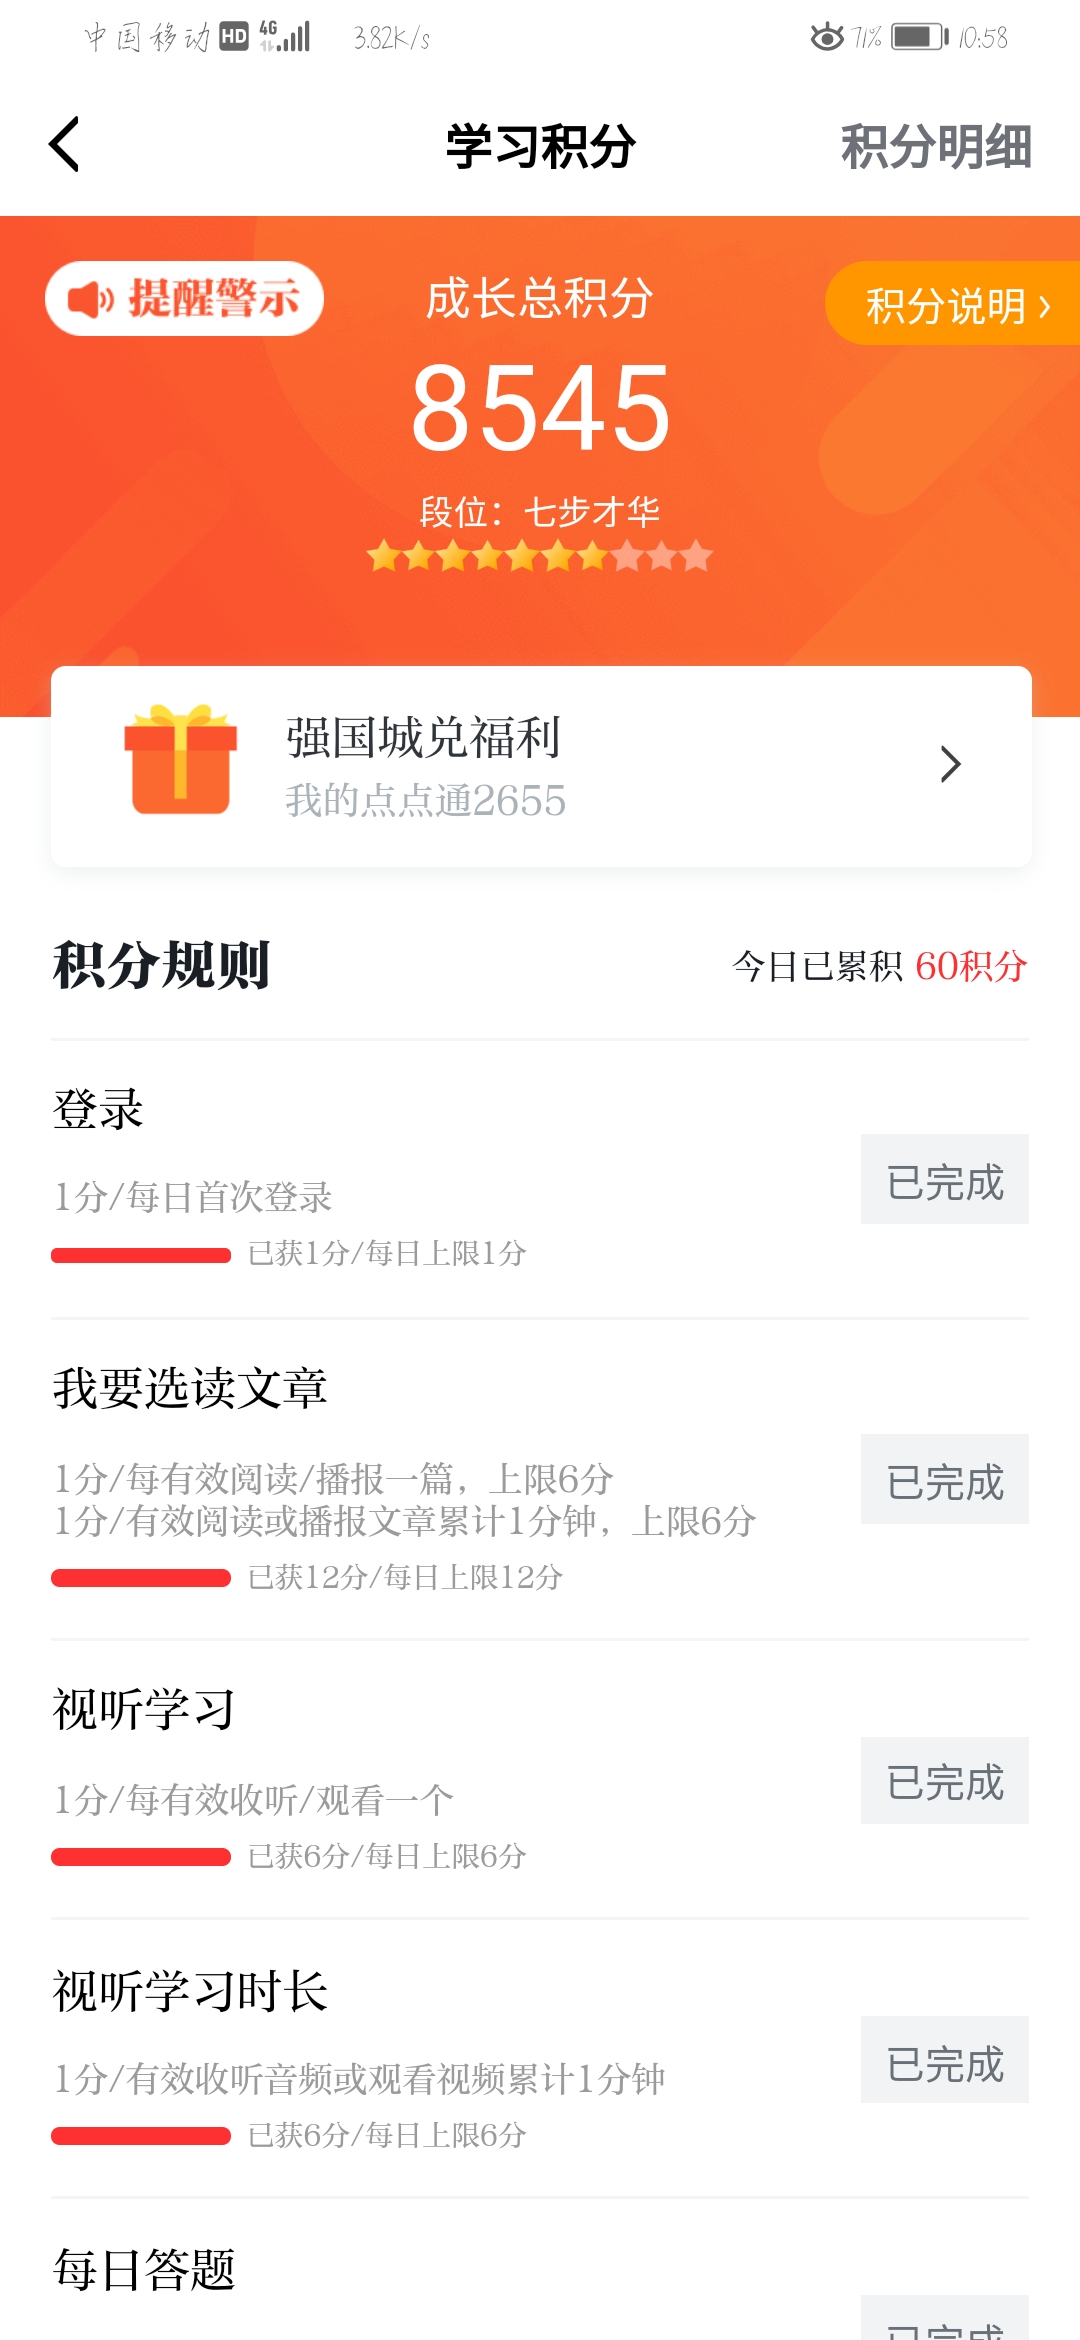 中国移动 HD 4G 3.82K/s 71% 10:58
学习积分 积分明细
提醒警示 成长总积分 积分说明
8545
段位：七步才华
强国城兑福利
我的点点通2655
积分规则 今日已累积 60积分
登录
1分/每日首次登录
已获1分/每日上限1分
已完成
我要选读文章
1分/每有效阅读/播报一篇，上限6分
1分/有效阅读或播报文章累计1分钟，上限6分
已获12分/每日上限12分
已完成
视听学习
1分/每有效收听/观看一个
已获6分/每日上限6分
已完成
视听学习时长
1分/有效收听音频或观看视频累计1分钟
已获6分/每日上限6分
已完成
每日答题
已完成